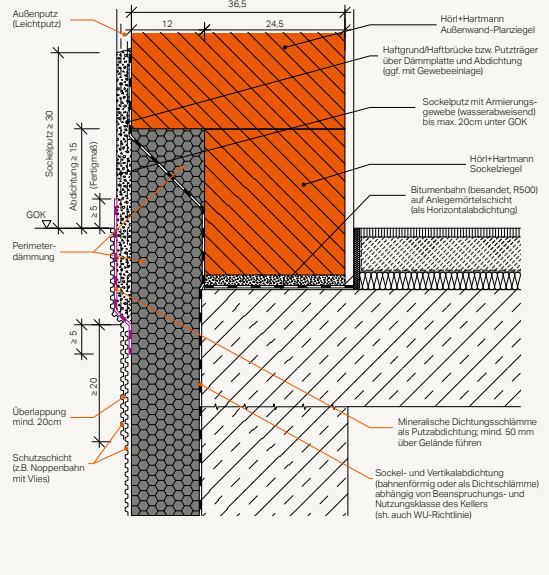 36,5
12
24,5
Außenputz
(Leichtputz)
Hörl+Hartmann
Außenwand-Planziegel
Haftgrund/Haftbrücke bzw. Putzträger
über Dämmplatte und Abdichtung
(ggf. mit Gewebeeinlage)
Sockelputz mit Armierungs-
gewebe (wasserabweisend)
bis max. 20cm unter GOK
Hörl+Hartmann
Sockelziegel
Bitumenbahn (besandet, R500)
auf Anlegemörtelschicht
(als Horizontalabdichtung)
Sockelputz ≥ 30
Abdichtung ≥ 15
(Fertigmaß)
≥ 5
GOK
Perimeter-
dämmung
≥ 5
≥ 20
Überlappung
mind. 20cm
Schutzschicht
(z.B. Noppenbahn
mit Vlies)
Mineralische Dichtungsschlämme
als Putzabdichtung; mind. 50 mm
über Gelände führen
Sockel- und Vertikalabdichtung
(bahnenförmig oder als Dichtschlämme)
abhängig von Beanspruchungs- und
Nutzungsklasse des Kellers
(sh. auch WU-Richtlinie)